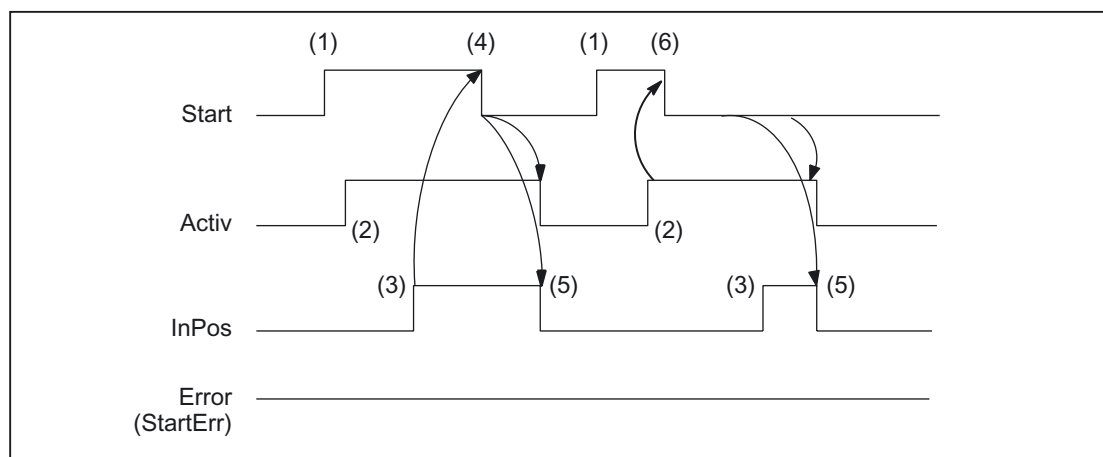 (1) (4) (1) (6)
Start
Activ
(2) (2)
(3) (5) (3) (5)
InPos
Error
(StartErr)